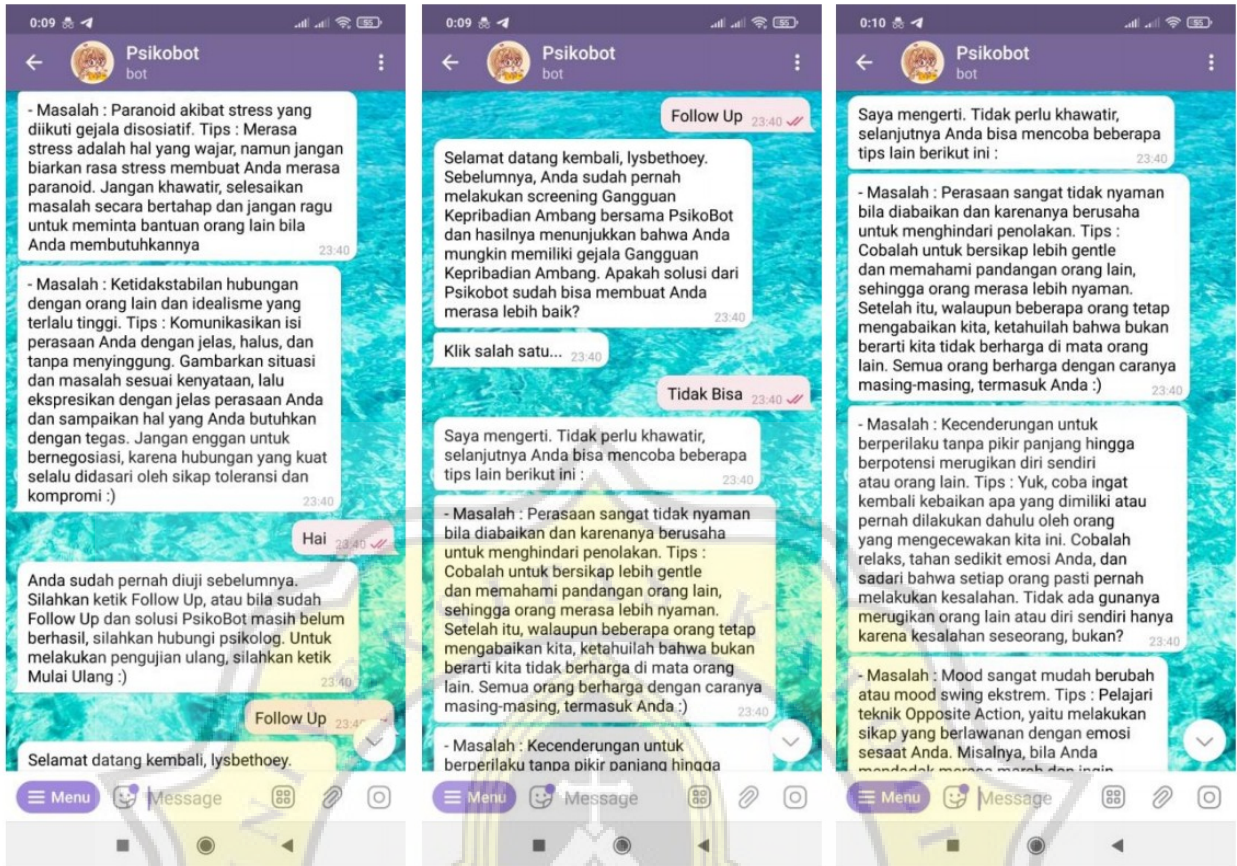 0:09
55
Psikobot
bot
- Masalah : Paranoid akibat stress yang
diikuti gejala disosiatif. Tips : Merasa
stress adalah hal yang wajar, namun jangan
biarkan rasa stress membuat Anda merasa
paranoid. Jangan khawatir, selesaikan
masalah secara bertahap dan jangan ragu
untuk meminta bantuan orang lain bila
Anda membutuhkannya
23:40
- Masalah : Ketidakstabilan hubungan
dengan orang lain dan idealisme yang
terlalu tinggi. Tips : Komunikasikan isi
perasaan Anda dengan jelas, halus, dan
tanpa menyinggung. Gambarkan situasi
dan masalah sesuai kenyataan, lalu
ekspresikan dengan jelas perasaan Anda
dan sampaikan hal yang Anda butuhkan
dengan tegas. Jangan enggan untuk
bernegosiasi, karena hubungan yang kuat
selalu didasari oleh sikap toleransi dan
kompromi :)
23:40
Hai 23:40
Anda sudah pernah diuji sebelumnya.
Silahkan ketik Follow Up, atau bila sudah
Follow Up dan solusi PsikoBot masih belum
berhasil, silahkan hubungi psikolog. Untuk
melakukan pengujian ulang, silahkan ketik
Mulai Ulang :)
23:40
Follow Up
Selamat datang kembali, lysbethoey.
Menu
Message
0:09
55
Psikobot
bot
Follow Up 23:40
Selamat datang kembali, lysbethoey.
Sebelumnya, Anda sudah pernah
melakukan screening Gangguan
Kepribadian Ambang bersama PsikoBot
dan hasilnya menunjukkan bahwa Anda
mungkin memiliki gejala Gangguan
Kepribadian Ambang. Apakah solusi dari
Psikobot sudah bisa membuat Anda
merasa lebih baik?
23:40
Klik salah satu... 23:40
Tidak Bisa 23:40
Saya mengerti. Tidak perlu khawatir,
selanjutnya Anda bisa mencoba beberapa
tips lain berikut ini :
23:40
- Masalah : Perasaan sangat tidak nyaman
bila diabaikan dan karenanya berusaha
untuk menghindari penolakan. Tips :
Cobalah untuk bersikap lebih gentle
dan memahami pandangan orang lain,
sehingga orang merasa lebih nyaman.
Setelah itu, walaupun beberapa orang tetap
mengabaikan kita, ketahuilah bahwa bukan
berarti kita tidak berharga di mata orang
lain. Semua orang berharga dengan caranya
masing-masing, termasuk Anda :)
23:40
- Masalah : Kecenderungan untuk
berperilaku tanpa pikir panjang hingga
Menu
Message
0:10
55
Psikobot
bot
Saya mengerti. Tidak perlu khawatir,
selanjutnya Anda bisa mencoba beberapa
tips lain berikut ini :
23:40
- Masalah : Perasaan sangat tidak nyaman
bila diabaikan dan karenanya berusaha
untuk menghindari penolakan. Tips :
Cobalah untuk bersikap lebih gentle
dan memahami pandangan orang lain,
sehingga orang merasa lebih nyaman.
Setelah itu, walaupun beberapa orang tetap
mengabaikan kita, ketahuilah bahwa bukan
berarti kita tidak berharga di mata orang
lain. Semua orang berharga dengan caranya
masing-masing, termasuk Anda :)
23:40
- Masalah : Kecenderungan untuk
berperilaku tanpa pikir panjang hingga
berpotensi merugikan diri sendiri
atau orang lain. Tips : Yuk, coba ingat
kembali kebaikan apa yang dimiliki atau
pernah dilakukan dahulu oleh orang
yang mengecewakan kita ini. Cobalah
relaks, tahan sedikit emosi Anda, dan
sadari bahwa setiap orang pasti pernah
melakukan kesalahan. Tidak ada gunanya
merugikan orang lain atau diri sendiri hanya
karena kesalahan seseorang, bukan?
23:40
- Masalah : Mood sangat mudah berubah
atau mood swing ekstrem. Tips : Pelajari
teknik Opposite Action, yaitu melakukan
sikap yang berlawanan dengan emosi
sesaat Anda. Misalnya, bila Anda
mendadak merasa marah dan ingin
Menu
Message